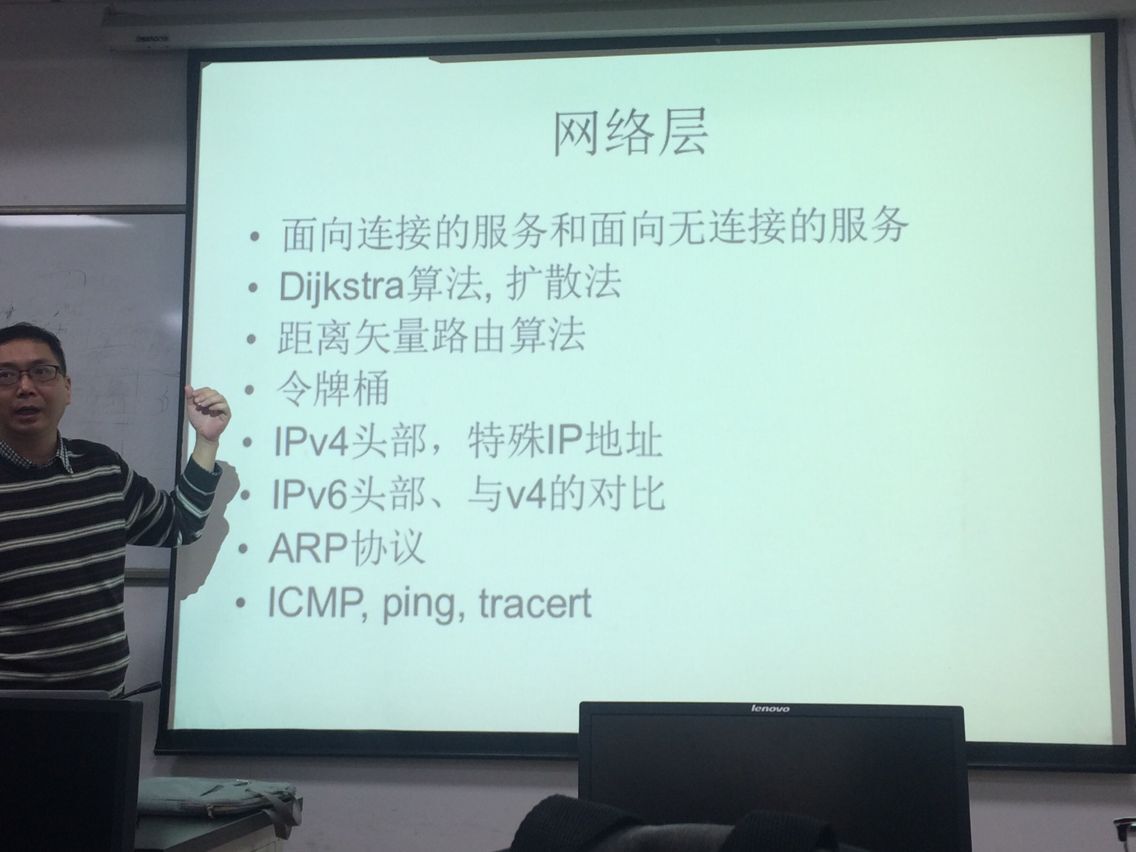 网络层
• 面向连接的服务和面向无连接的服务
• Dijkstra算法, 扩散法
• 距离矢量路由算法
• 令牌桶
• IPv4头部，特殊IP地址
• IPv6头部、与v4的对比
• ARP协议
• ICMP, ping, tracert
lenovo